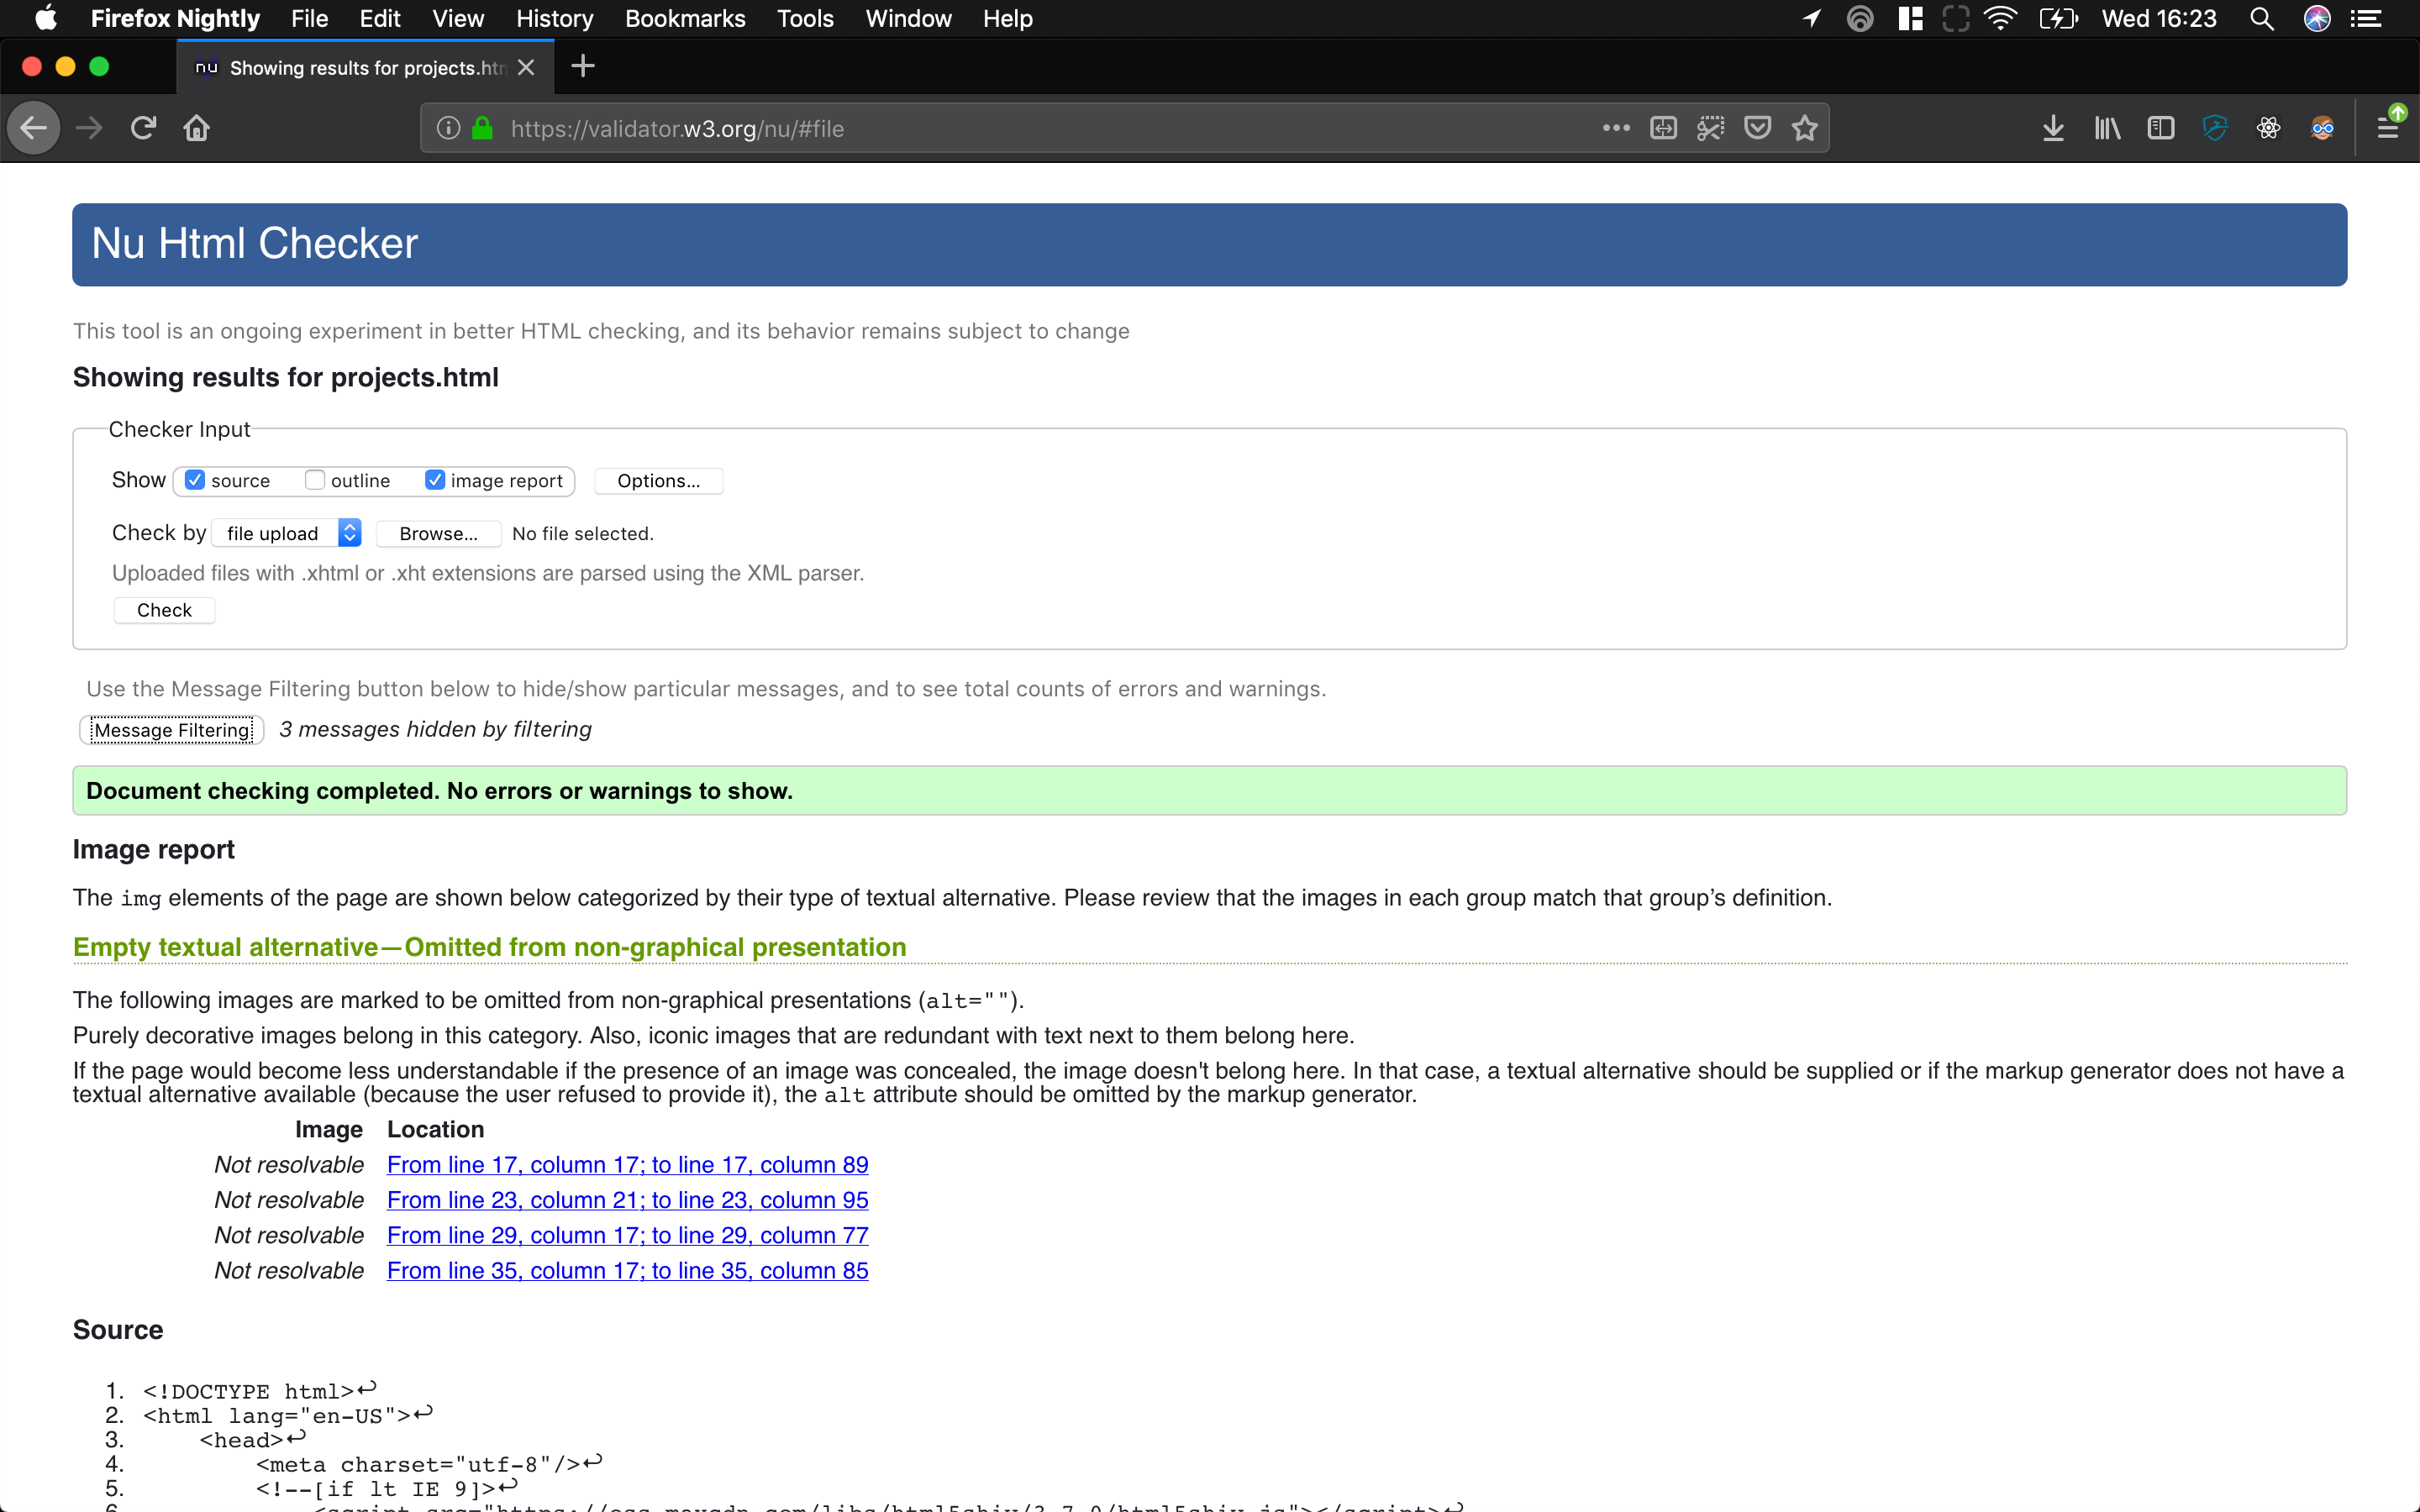 Firefox Nightly File Edit View History Bookmarks Tools Window Help Wed 16:23
nu Showing results for projects.htm
https://validator.w3.org/nu/#file
Nu Html Checker
This tool is an ongoing experiment in better HTML checking, and its behavior remains subject to change
Showing results for projects.html
Checker Input
Show source outline image report Options...
Check by file upload Browse... No file selected.
Uploaded files with .xhtml or .xht extensions are parsed using the XML parser.
Check
Use the Message Filtering button below to hide/show particular messages, and to see total counts of errors and warnings.
Message Filtering 3 messages hidden by filtering
Document checking completed. No errors or warnings to show.
Image report
The img elements of the page are shown below categorized by their type of textual alternative. Please review that the images in each group match that group’s definition.
Empty textual alternative—Omitted from non-graphical presentation
The following images are marked to be omitted from non-graphical presentations (alt="").
Purely decorative images belong in this category. Also, iconic images that are redundant with text next to them belong here.
If the page would become less understandable if the presence of an image was concealed, the image doesn't belong here. In that case, a textual alternative should be supplied or if the markup generator does not have a
textual alternative available (because the user refused to provide it), the alt attribute should be omitted by the markup generator.
Image Location
Not resolvable From line 17, column 17; to line 17, column 89
Not resolvable From line 23, column 21; to line 23, column 95
Not resolvable From line 29, column 17; to line 29, column 77
Not resolvable From line 35, column 17; to line 35, column 85
Source
1. <!DOCTYPE html>↩
2. <html lang="en-US">↩
3. <head>↩
4. <meta charset="utf-8"/>↩
5. <!--[if lt IE 9]>↩
6. <script src="https://oss.maxcdn.com/libs/html5shiv/3.7.0/html5shiv.js"></script>↩